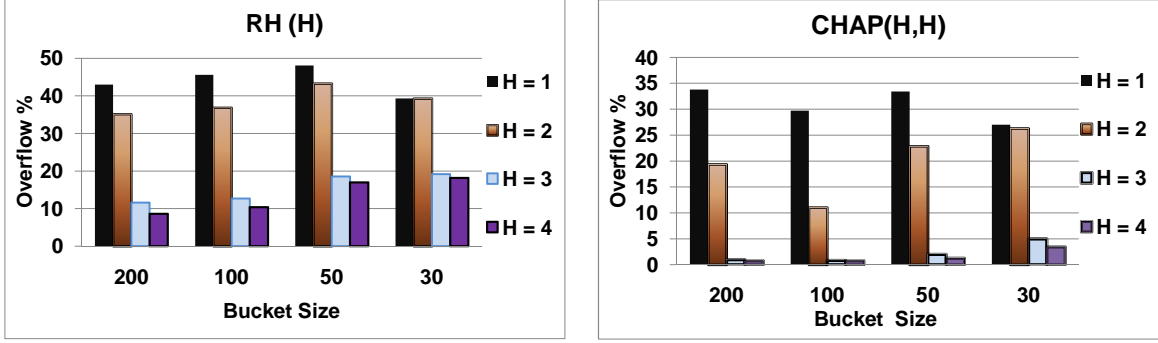 RH (H)
50
40
30
20
10
0
Overflow %
200 100 50 30
Bucket Size
H = 1
H = 2
H = 3
H = 4
CHAP(H,H)
40
35
30
25
20
15
10
5
0
Overflow %
200 100 50 30
Bucket Size
H = 1
H = 2
H = 3
H = 4